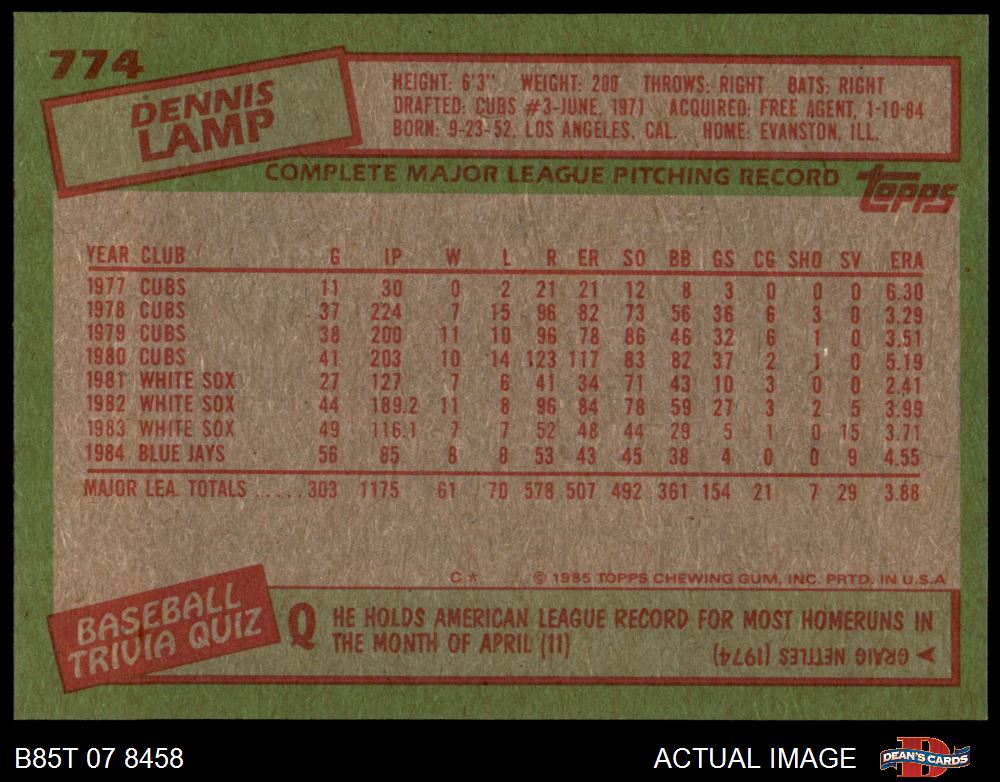 774
DENNIS
LAMP
HEIGHT: 6'3" WEIGHT: 200 THROWS: RIGHT BATS: RIGHT
DRAFTED: CUBS #3-JUNE, 1971 ACQUIRED: FREE AGENT, 1-10-84
BORN: 9-23-52, LOS ANGELES, CAL. HOME: EVANSTON, ILL.
COMPLETE MAJOR LEAGUE PITCHING RECORD
Topps
YEAR CLUB G IP W L R ER SO BB GS CG SHO SV ERA
1977 CUBS 11 30 0 2 21 21 12 8 3 0 0 0 6.30
1978 CUBS 37 224 7 15 96 82 73 56 36 6 3 0 3.29
1979 CUBS 38 200 11 10 96 78 86 46 32 6 1 0 3.51
1980 CUBS 41 203 10 14 123 117 83 82 37 2 1 0 5.19
1981 WHITE SOX 27 127 7 6 41 34 71 43 10 3 0 0 2.41
1982 WHITE SOX 44 189.2 11 8 96 84 78 59 27 3 2 5 3.99
1983 WHITE SOX 49 116.1 7 7 52 48 44 29 5 1 0 15 3.71
1984 BLUE JAYS 56 85 8 8 53 43 45 38 4 0 0 9 4.55
MAJOR LEA. TOTALS .....303 1175 61 70 578 507 492 361 154 21 7 29 3.88
C* © 1985 TOPPS CHEWING GUM, INC. PRTD. IN U.S.A
BASEBALL
TRIVIA QUIZ
Q HE HOLDS AMERICAN LEAGUE RECORD FOR MOST HOMERUNS IN
THE MONTH OF APRIL (11)
GRAIG NETTLES (1974)
B85T 07 8458 ACTUAL IMAGE
D
DEAN'S CARDS